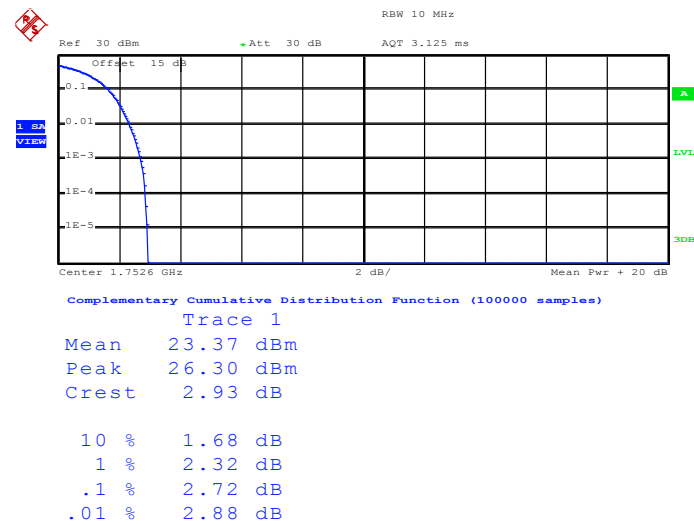 R S
RBW 10 MHz
Ref 30 dBm * Att 30 dB AQT 3.125 ms
Offset 15 dB
0.1
A
0.01
1 SA
VIEW
1E-3
LVL
1E-4
1E-5
3DB
Center 1.7526 GHz 2 dB/ Mean Pwr + 20 dB
Complementary Cumulative Distribution Function (100000 samples)
Trace 1
Mean 23.37 dBm
Peak 26.30 dBm
Crest 2.93 dB
10 % 1.68 dB
1 % 2.32 dB
.1 % 2.72 dB
.01 % 2.88 dB